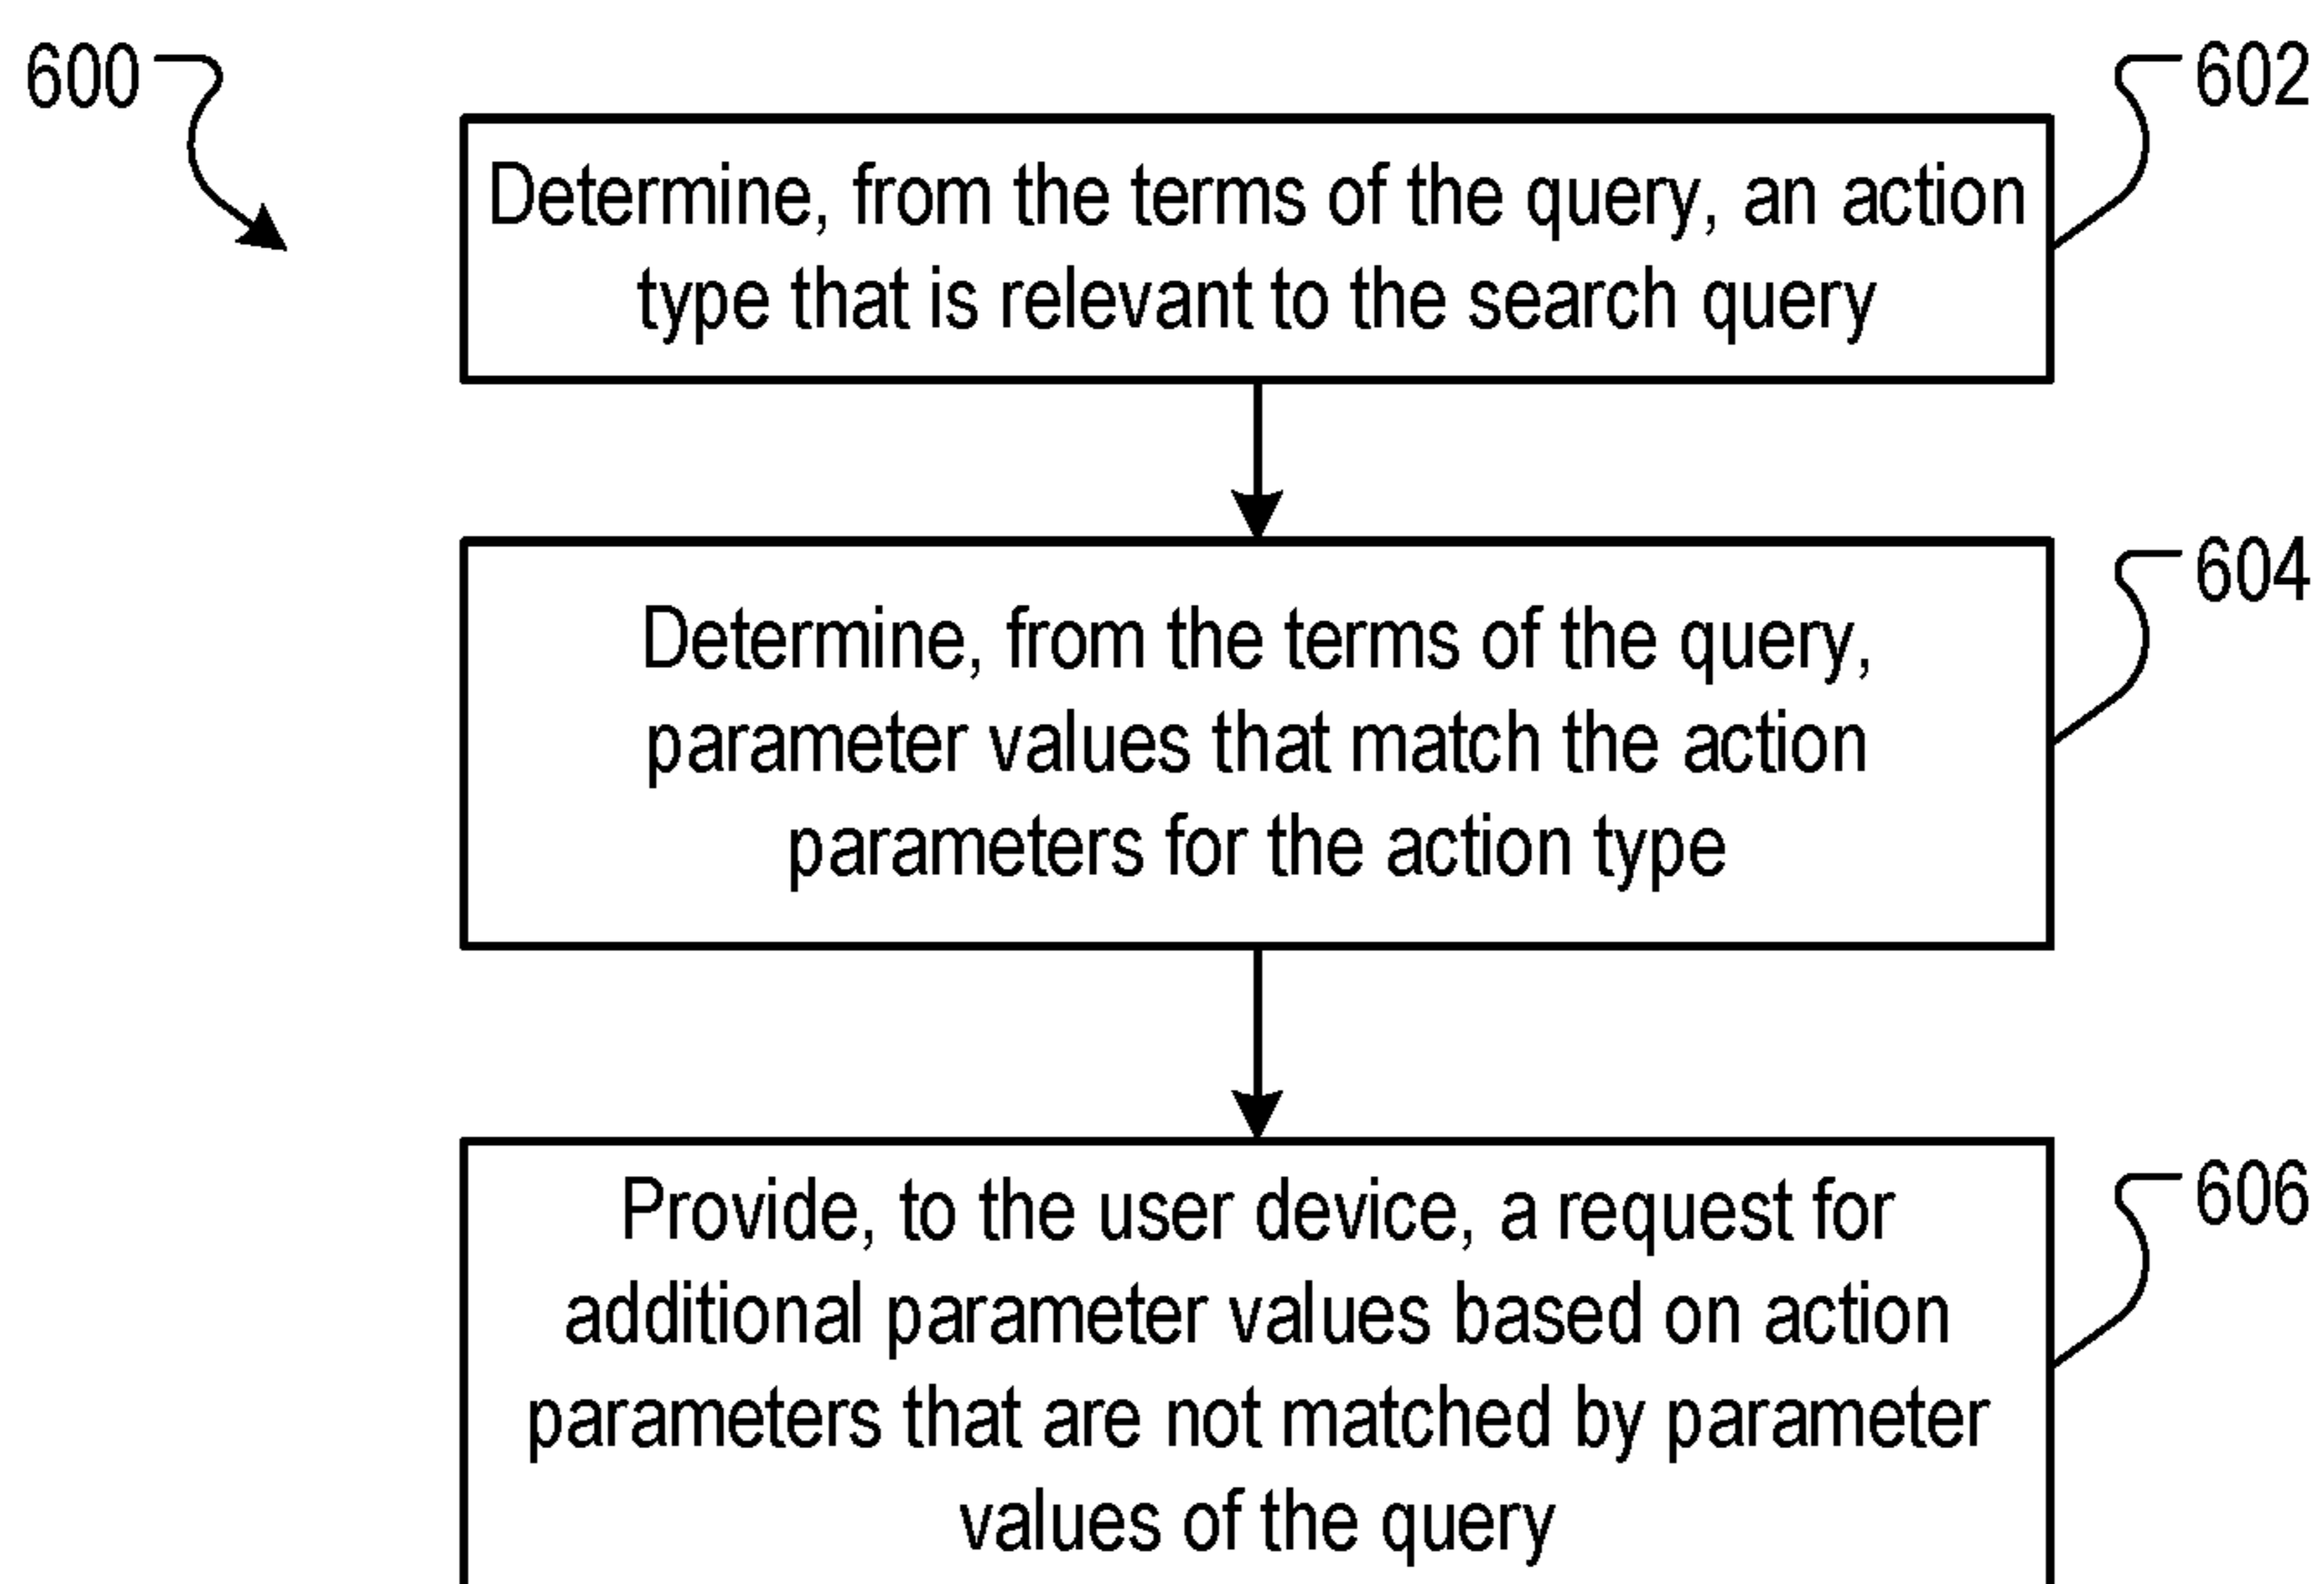 600
602
Determine, from the terms of the query, an action
type that is relevant to the search query
604
Determine, from the terms of the query,
parameter values that match the action
parameters for the action type
606
Provide, to the user device, a request for
additional parameter values based on action
parameters that are not matched by parameter
values of the query